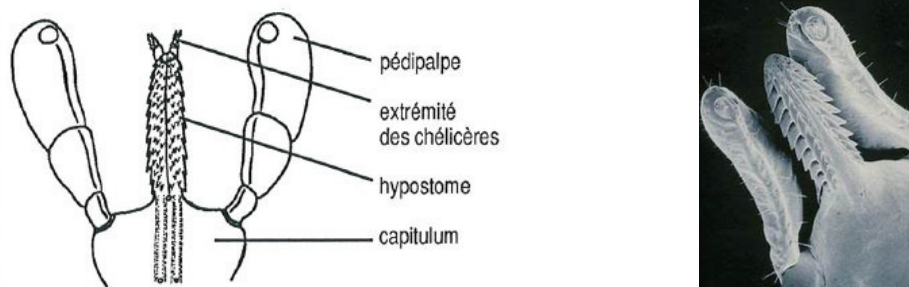 pédipalpe
extrémité
des chélicères
hypostome
capitulum